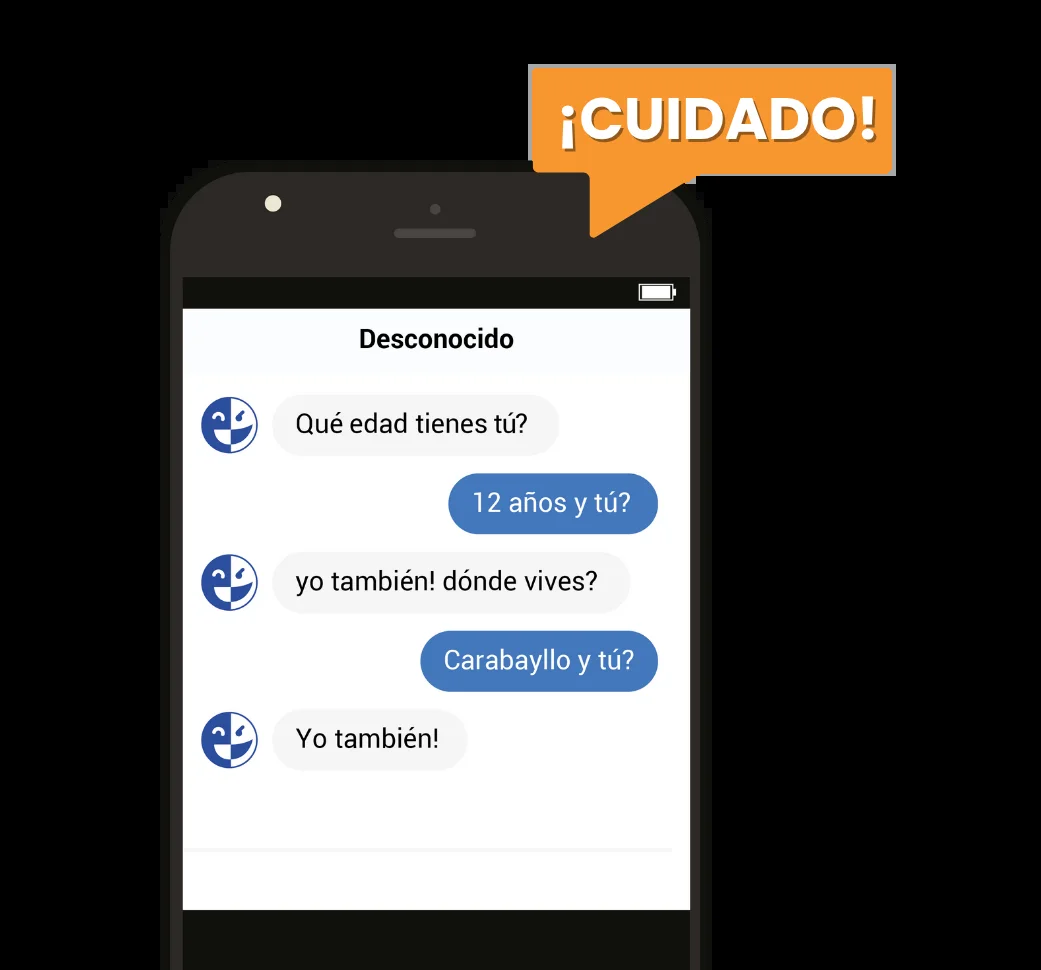 ¡CUIDADO!
Desconocido
Qué edad tienes tú?
12 años y tú?
yo también! dónde vives?
Carabayllo y tú?
Yo también!